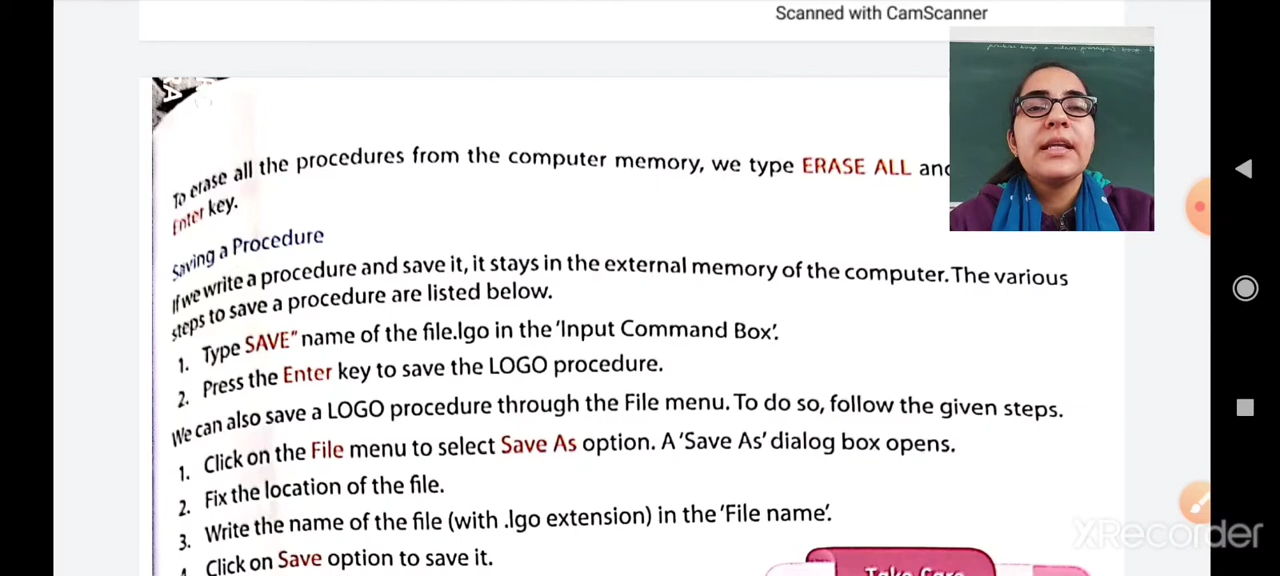 Scanned with CamScanner
To erase all the procedures from the computer memory, we type ERASE ALL and
Enter key.
Saving a Procedure
If we write a procedure and save it, it stays in the external memory of the computer. The various
steps to save a procedure are listed below.
1. Type SAVE" name of the file.lgo in the 'Input Command Box'.
2. Press the Enter key to save the LOGO procedure.
We can also save a LOGO procedure through the File menu. To do so, follow the given steps.
1. Click on the File menu to select Save As option. A 'Save As' dialog box opens.
2. Fix the location of the file.
3. Write the name of the file (with .lgo extension) in the 'File name'.
4. Click on Save option to save it.
Take Care
XRecorder